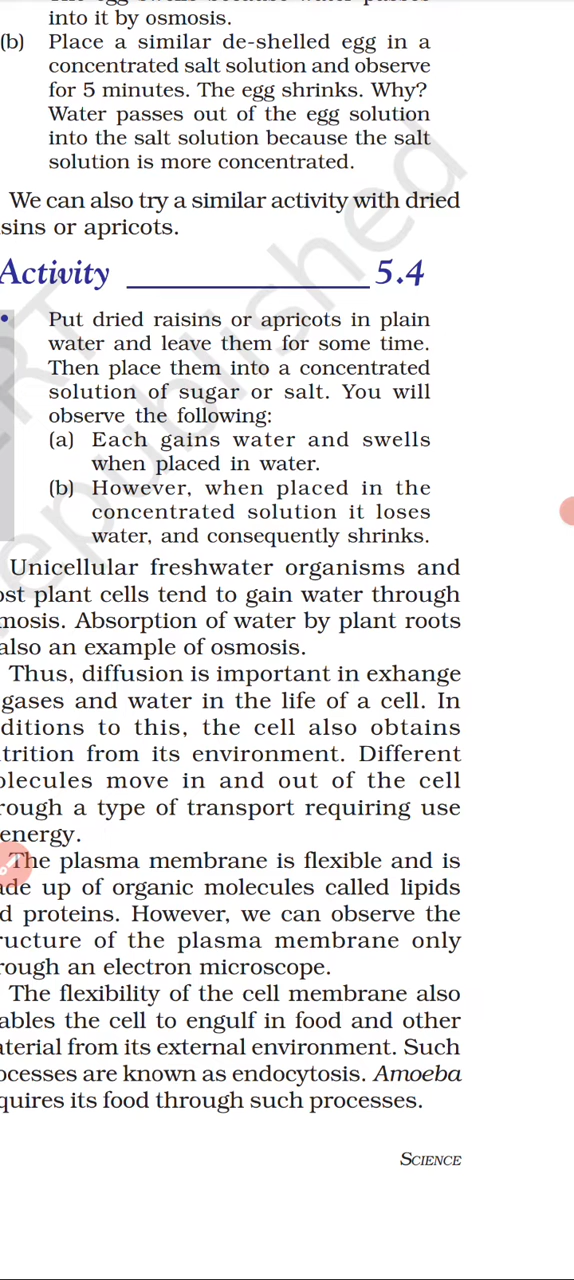 into it by osmosis.
(b) Place a similar de-shelled egg in a
concentrated salt solution and observe
for 5 minutes. The egg shrinks. Why?
Water passes out of the egg solution
into the salt solution because the salt
solution is more concentrated.
We can also try a similar activity with dried
sins or apricots.
Activity 5.4
• Put dried raisins or apricots in plain
water and leave them for some time.
Then place them into a concentrated
solution of sugar or salt. You will
observe the following:
(a) Each gains water and swells
when placed in water.
(b) However, when placed in the
concentrated solution it loses
water, and consequently shrinks.
Unicellular freshwater organisms and
ost plant cells tend to gain water through
mosis. Absorption of water by plant roots
also an example of osmosis.
Thus, diffusion is important in exhange
gases and water in the life of a cell. In
ditions to this, the cell also obtains
trition from its environment. Different
olecules move in and out of the cell
rough a type of transport requiring use
energy.
The plasma membrane is flexible and is
ade up of organic molecules called lipids
d proteins. However, we can observe the
ructure of the plasma membrane only
rough an electron microscope.
The flexibility of the cell membrane also
ables the cell to engulf in food and other
aterial from its external environment. Such
ocesses are known as endocytosis. Amoeba
quires its food through such processes.
SCIENCE